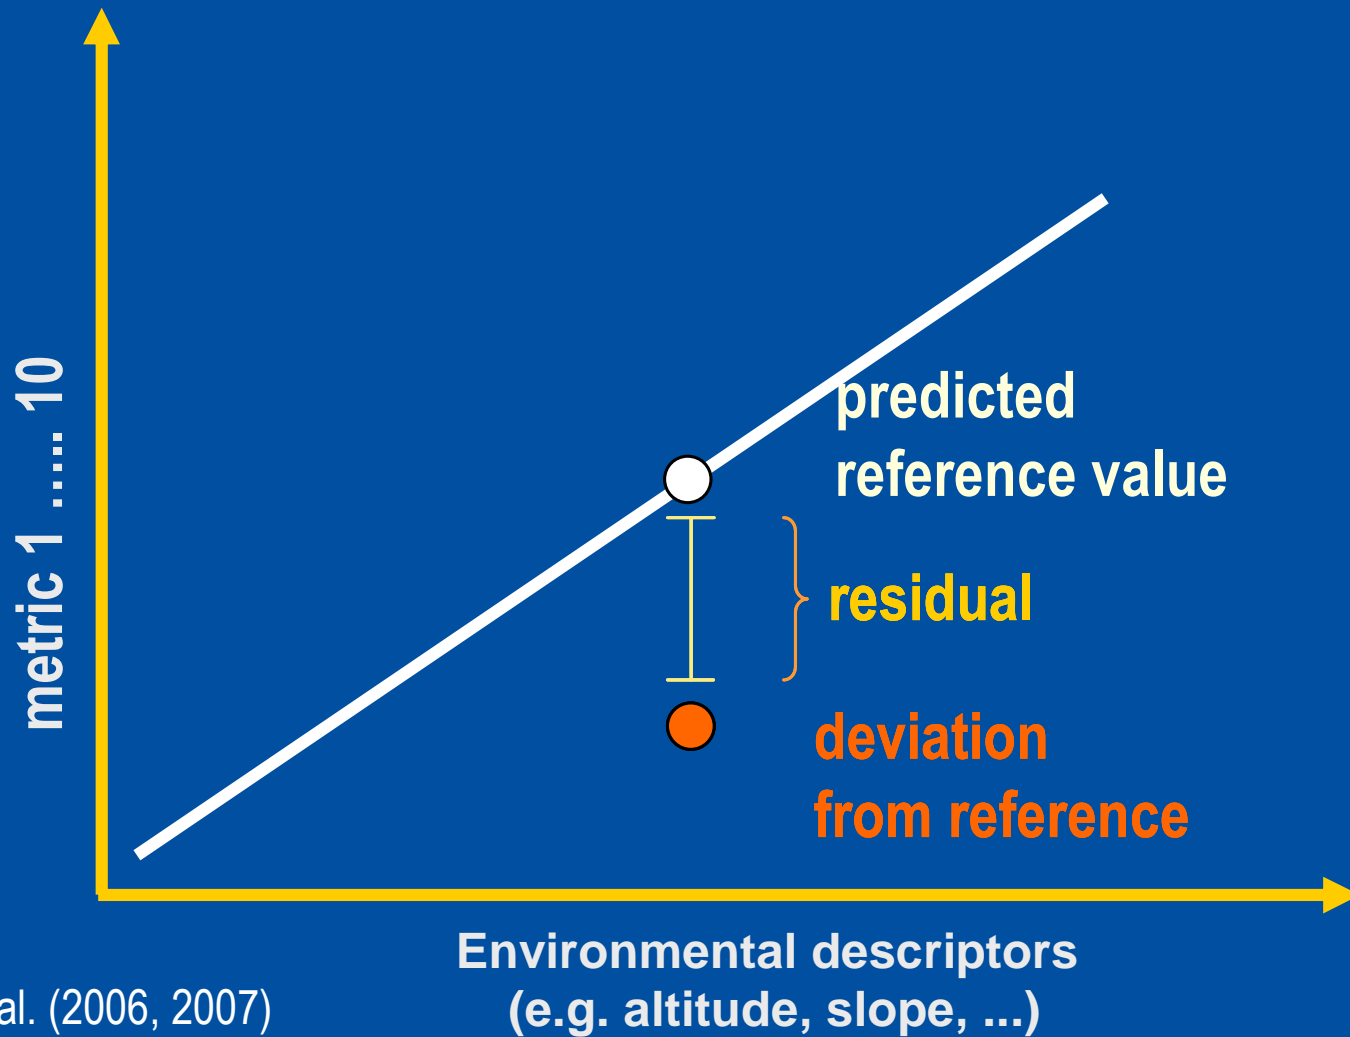 metric 1 ..... 10
predicted
reference value
residual
deviation
from reference
Environmental descriptors
(e.g. altitude, slope, ...)
al. (2006, 2007)